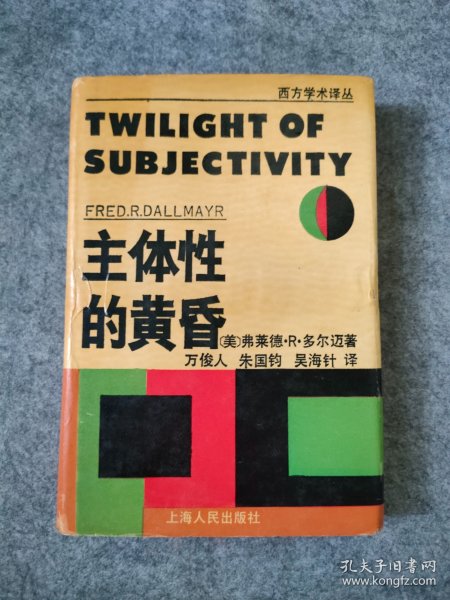 西方学术译丛
TWILIGHT OF
SUBJECTIVITY
FRED.R.DALLMAYR
主体性
的黄昏
〔美〕弗莱德·R·多尔迈著
万俊人 朱国钧 吴海针 译
上海人民出版社
孔夫子旧书网
www.kongfz.com